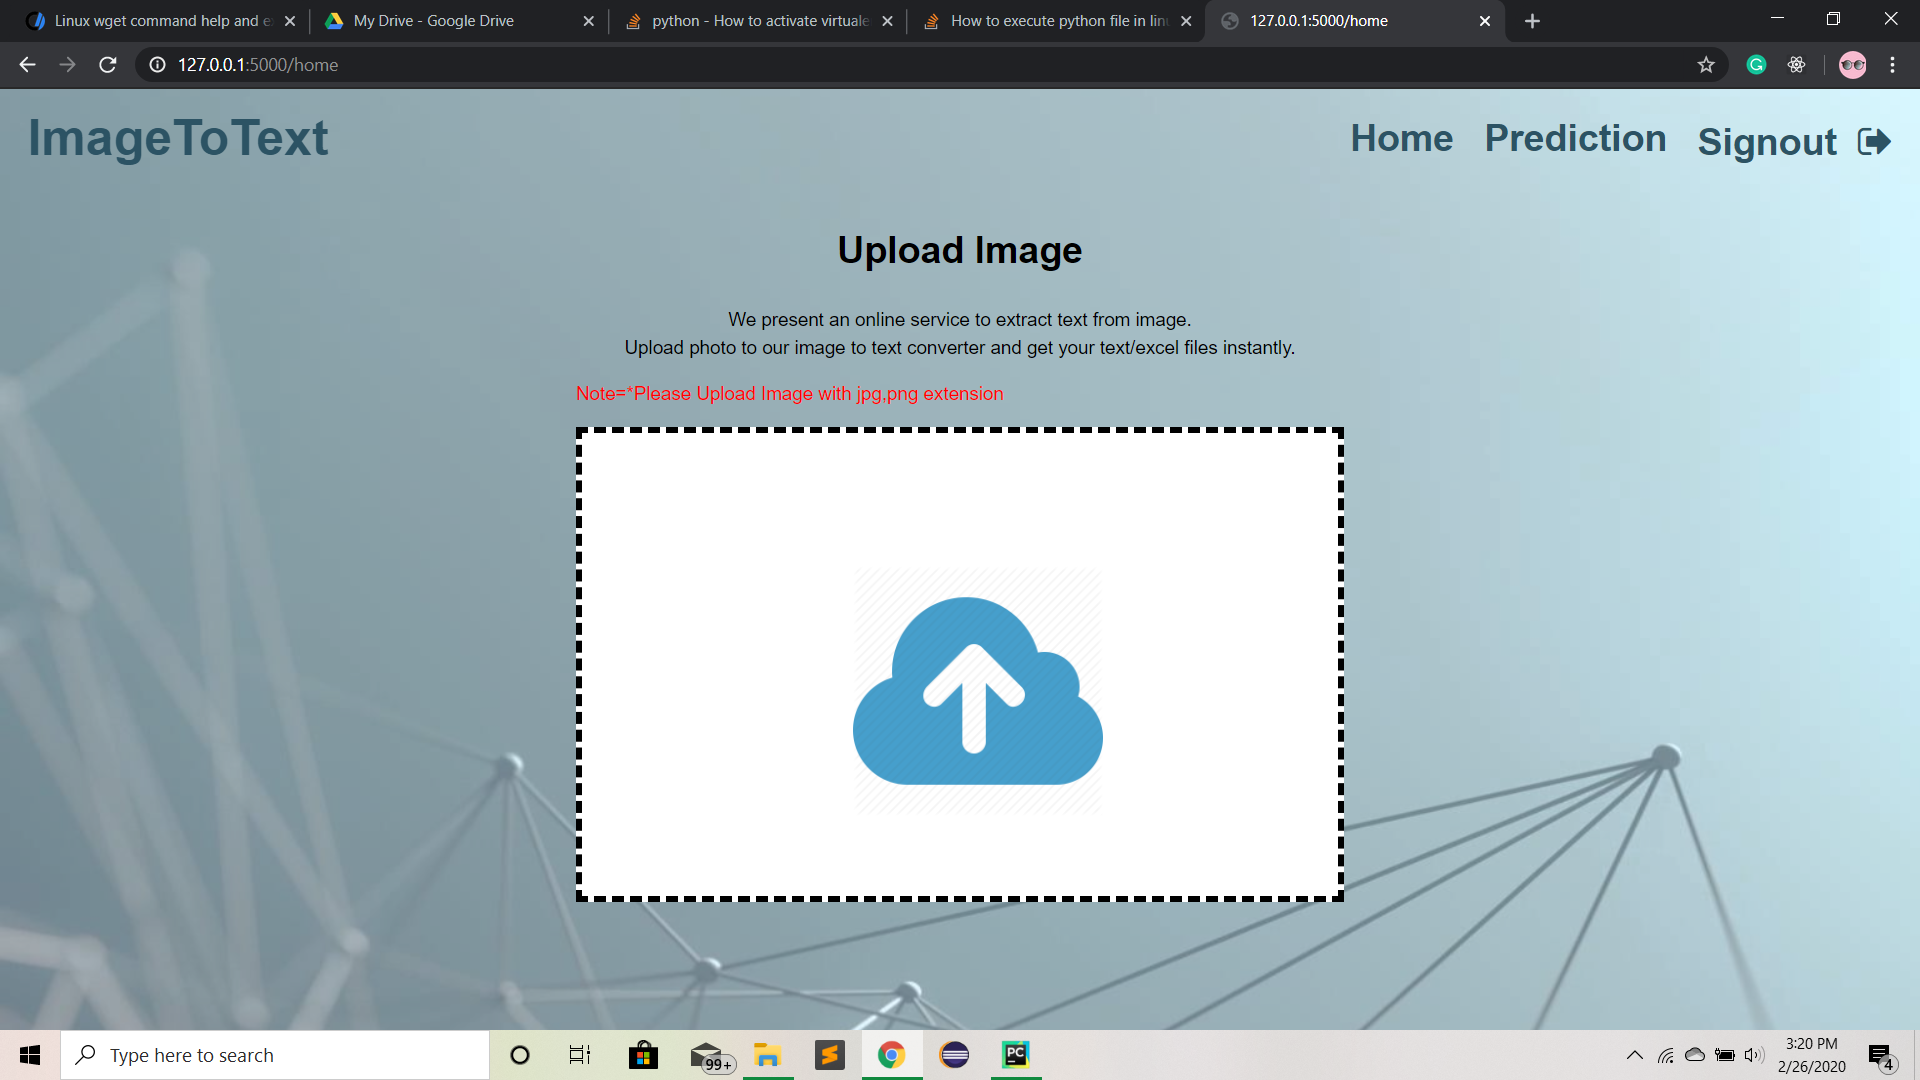 Linux wget command help and e
My Drive - Google Drive
python - How to activate virtuale
How to execute python file in linu
127.0.0.1:5000/home
127.0.0.1:5000/home
ImageToText
Home
Prediction
Signout
Upload Image
We present an online service to extract text from image.
Upload photo to our image to text converter and get your text/excel files instantly.
Note=*Please Upload Image with jpg,png extension
Type here to search
99+
PC
3:20 PM
2/26/2020
4